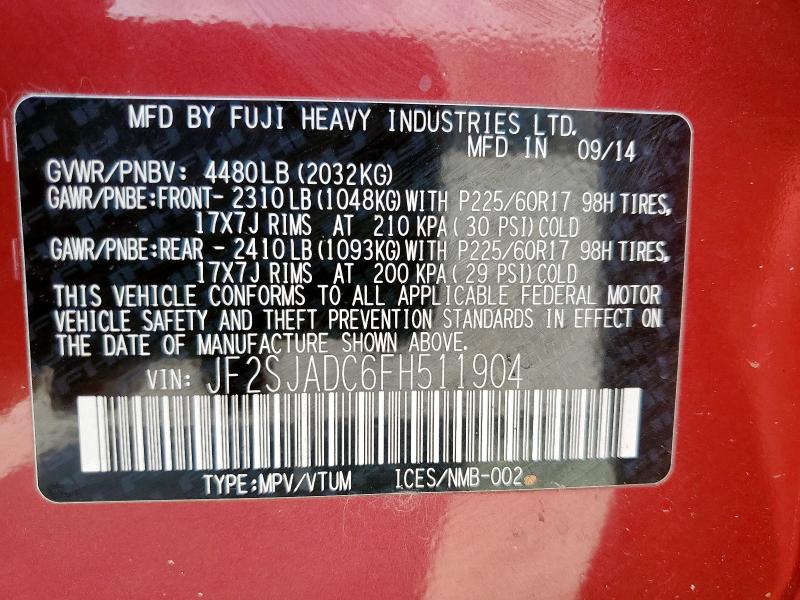 MFD BY FUJI HEAVY INDUSTRIES LTD.
MFD IN 09/14
GVWR/PNBV: 4480LB (2032KG)
GAWR/PNBE:FRONT- 2310LB (1048KG) WITH P225/60R17 98H TIRES,
17X7J RIMS AT 210 KPA( 30 PSI)COLD
GAWR/PNBE:REAR - 2410LB (1093KG) WITH P225/60R17 98H TIRES,
17X7J RIMS AT 200 KPA( 29 PSI)COLD
THIS VEHICLE CONFORMS TO ALL APPLICABLE FEDERAL MOTOR
VEHICLE SAFETY AND THEFT PREVENTION STANDARDS IN EFFECT ON
THE DATE OF MANUFACTURE SHOWN ABOVE.
VIN: JF2SJADC6FH511904
TYPE:MPV/VTUM ICES/NMB-002